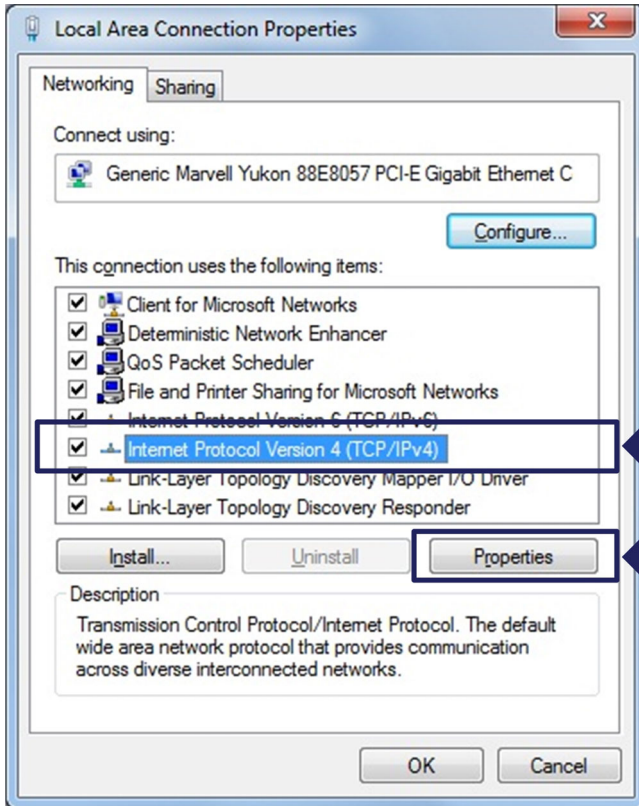 Local Area Connection Properties
Networking
Sharing
Connect using:
Generic Marvell Yukon 88E8057 PCI-E Gigabit Ethernet C
Configure...
This connection uses the following items:
Client for Microsoft Networks
Deterministic Network Enhancer
QoS Packet Scheduler
File and Printer Sharing for Microsoft Networks
Internet Protocol Version 6 (TCP/IPv6)
Internet Protocol Version 4 (TCP/IPv4)
Link-Layer Topology Discovery Mapper I/O Driver
Link-Layer Topology Discovery Responder
Install...
Uninstall
Properties
Description
Transmission Control Protocol/Internet Protocol. The default
wide area network protocol that provides communication
across diverse interconnected networks.
OK
Cancel